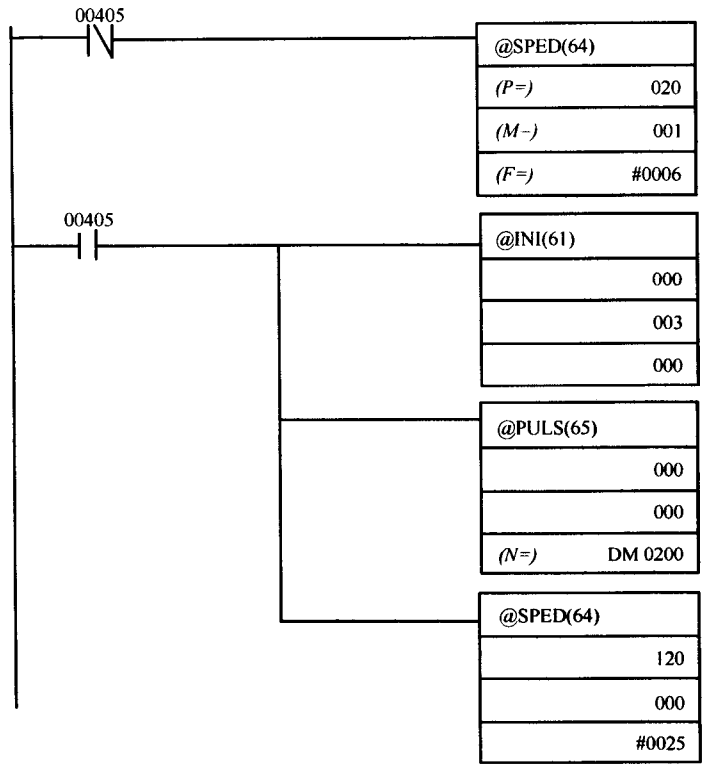 00405
@SPED(64)
(P=) 020
(M-) 001
(F=) #0006
00405
@INI(61)
000
003
000
@PULS(65)
000
000
(N=) DM 0200
@SPED(64)
120
000
#0025